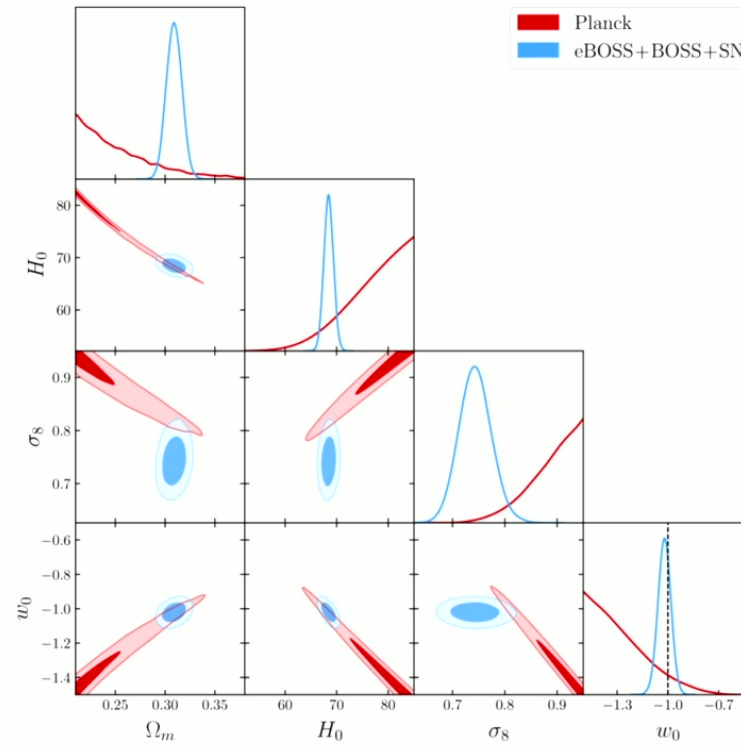 Planck
eBOSS+BOSS+SN
80
70
60
H₀
0.9
0.8
0.7
σ₈
−0.6
−0.8
−1.0
−1.2
−1.4
w₀
0.25 0.30 0.35 60 70 80 0.7 0.8 0.9 −1.3 −1.0 −0.7
Ωₘ H₀ σ₈ w₀